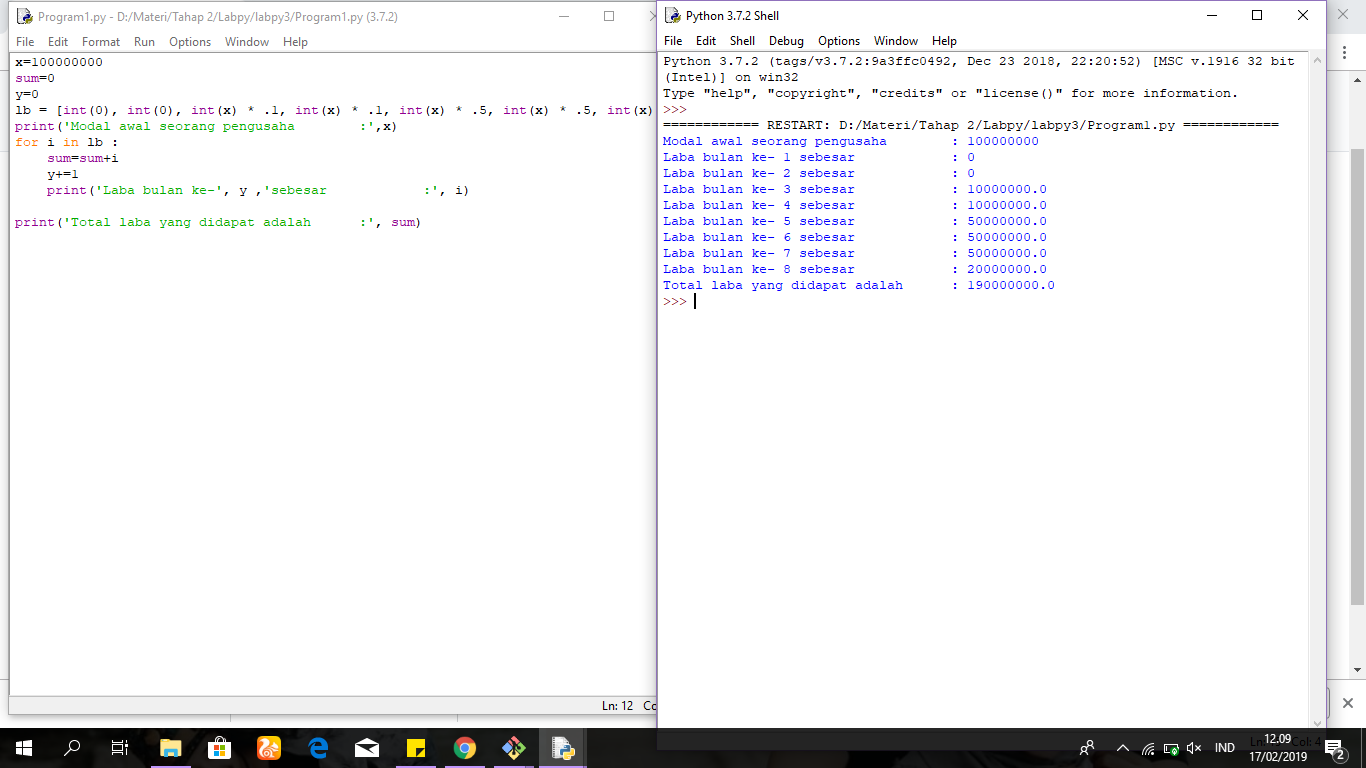 Program1.py - D:/Materi/Tahap 2/Labpy/labpy3/Program1.py (3.7.2)
File Edit Format Run Options Window Help
x=100000000
sum=0
y=0
lb = [int(0), int(0), int(x) * .1, int(x) * .1, int(x) * .5, int(x) * .5, int(x)
print('Modal awal seorang pengusaha        :',x)
for i in lb :
    sum=sum+i
    y+=1
    print('Laba bulan ke-', y ,'sebesar            :', i)
print('Total laba yang didapat adalah      :', sum)
Ln: 12 Co
Python 3.7.2 Shell
File Edit Shell Debug Options Window Help
Python 3.7.2 (tags/v3.7.2:9a3ffc0492, Dec 23 2018, 22:20:52) [MSC v.1916 32 bit
(Intel)] on win32
Type "help", "copyright", "credits" or "license()" for more information.
>>>
============ RESTART: D:/Materi/Tahap 2/Labpy/labpy3/Program1.py ============
Modal awal seorang pengusaha        : 100000000
Laba bulan ke- 1 sebesar            : 0
Laba bulan ke- 2 sebesar            : 0
Laba bulan ke- 3 sebesar            : 10000000.0
Laba bulan ke- 4 sebesar            : 10000000.0
Laba bulan ke- 5 sebesar            : 50000000.0
Laba bulan ke- 6 sebesar            : 50000000.0
Laba bulan ke- 7 sebesar            : 50000000.0
Laba bulan ke- 8 sebesar            : 20000000.0
Total laba yang didapat adalah      : 190000000.0
>>>
IND
12.09
17/02/2019
2